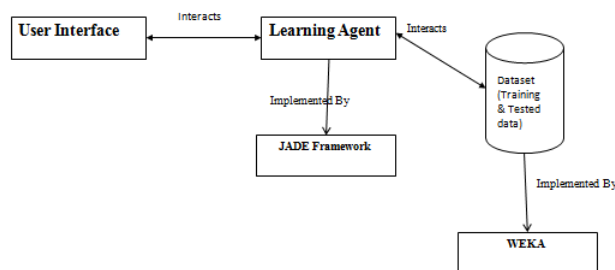 Interacts
User Interface
Learning Agent
Interacts
Dataset
(Training
& Tested
data)
Implemented By
JADE Framework
Implemented By
WEKA